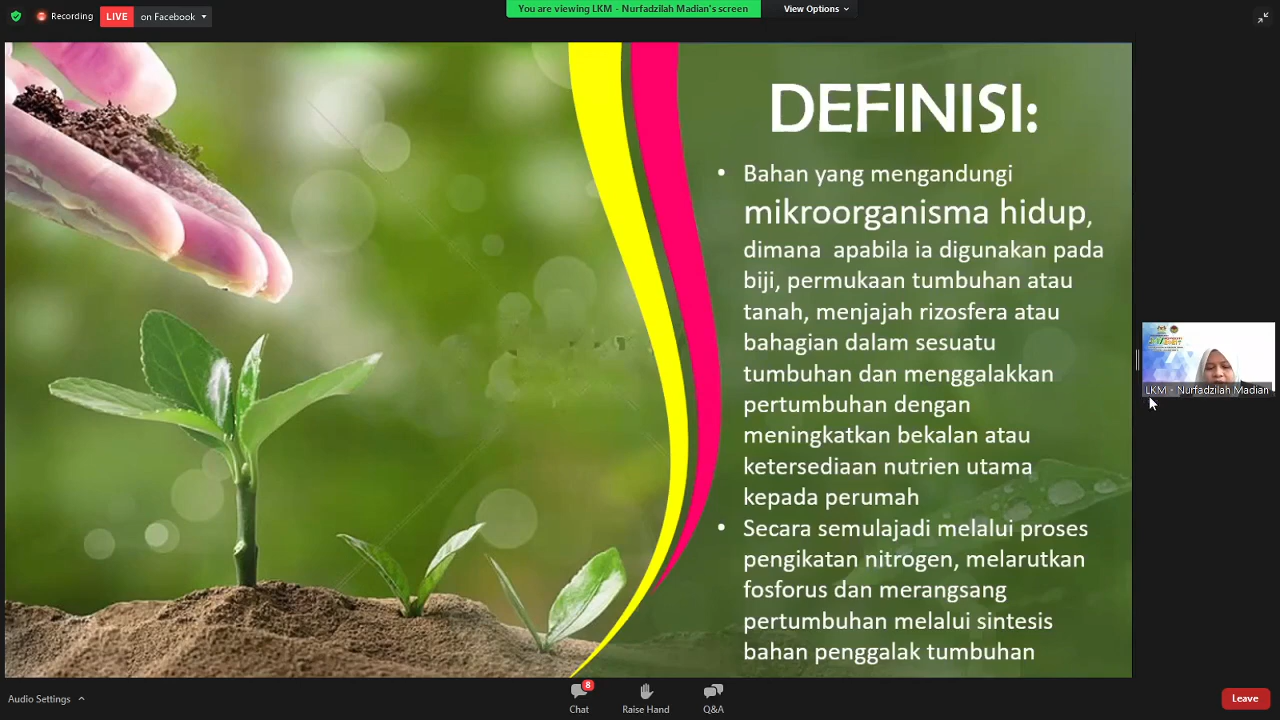 Recording
LIVE
on Facebook
You are viewing LKM - Nurfadzilah Madian's screen
View Options
DEFINISI:
• Bahan yang mengandungi
mikroorganisma hidup,
dimana apabila ia digunakan pada
biji, permukaan tumbuhan atau
tanah, menjajah rizosfera atau
bahagian dalam sesuatu
tumbuhan dan menggalakkan
pertumbuhan dengan
meningkatkan bekalan atau
ketersediaan nutrien utama
kepada perumah
• Secara semulajadi melalui proses
pengikatan nitrogen, melarutkan
fosforus dan merangsang
pertumbuhan melalui sintesis
bahan penggalak tumbuhan
LKM - Nurfadzilah Madian
Audio Settings
8
Chat
Raise Hand
Q&A
Leave